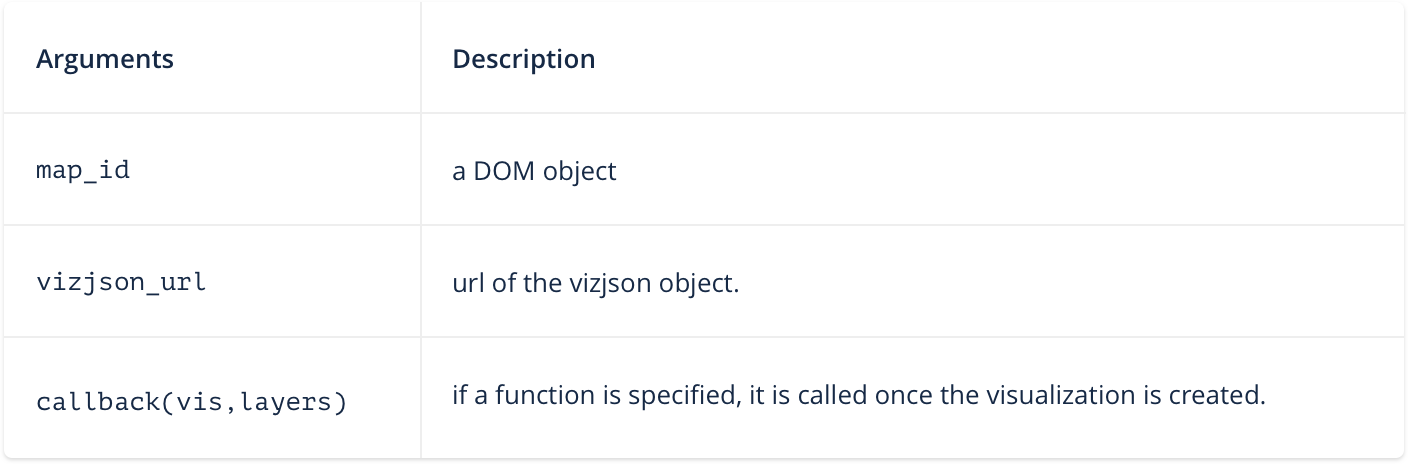 Arguments Description
map_id a DOM object
vizjson_url url of the vizjson object.
callback(vis,layers) if a function is specified, it is called once the visualization is created.